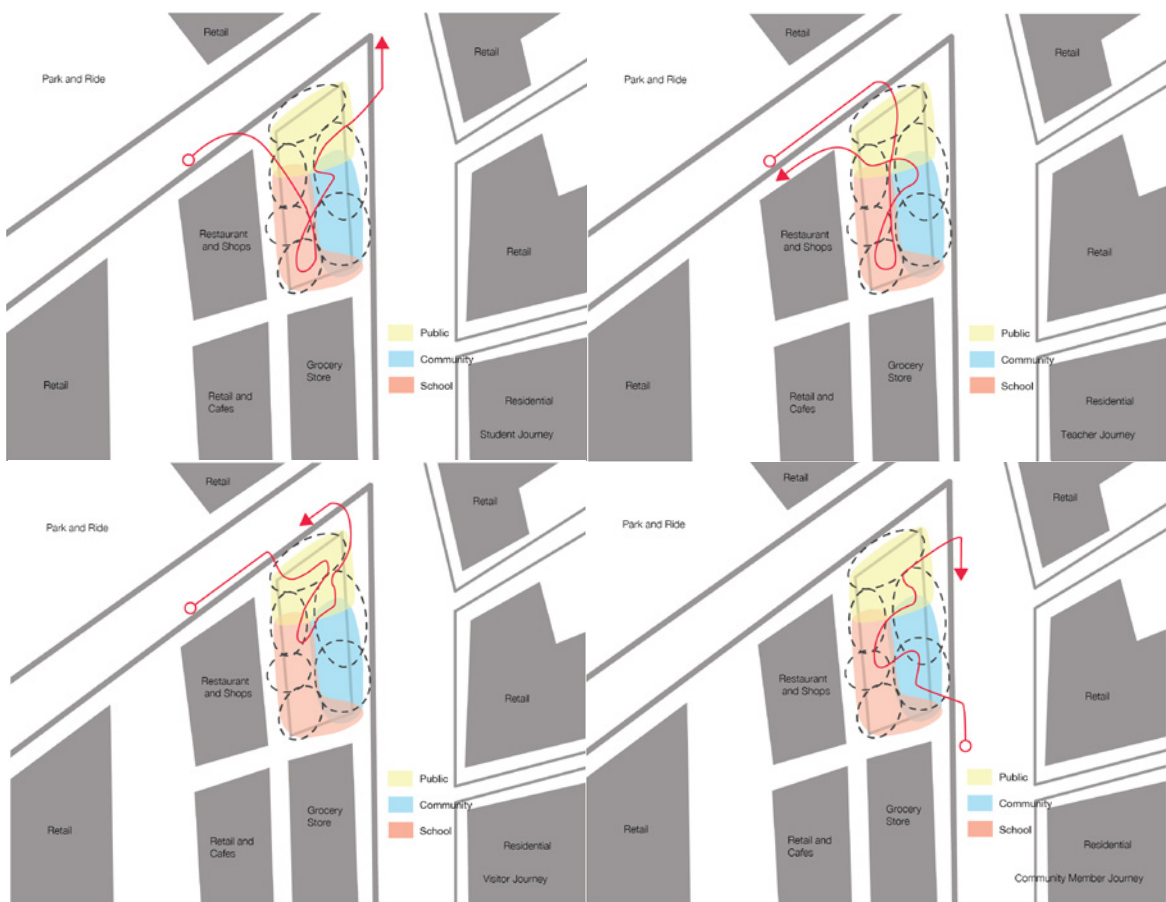 Retail
Park and Ride
Retail
Restaurant
and Shops
Retail
Public
Community
School
Retail
Retail and
Cafes
Grocery
Store
Residential
Student Journey
Retail
Park and Ride
Retail
Restaurant
and Shops
Retail
Public
Community
School
Retail
Retail and
Cafes
Grocery
Store
Residential
Teacher Journey
Retail
Park and Ride
Retail
Restaurant
and Shops
Retail
Public
Community
School
Retail
Retail and
Cafes
Grocery
Store
Residential
Visitor Journey
Retail
Park and Ride
Retail
Restaurant
and Shops
Retail
Public
Community
School
Retail
Retail and
Cafes
Grocery
Store
Residential
Community Member Journey